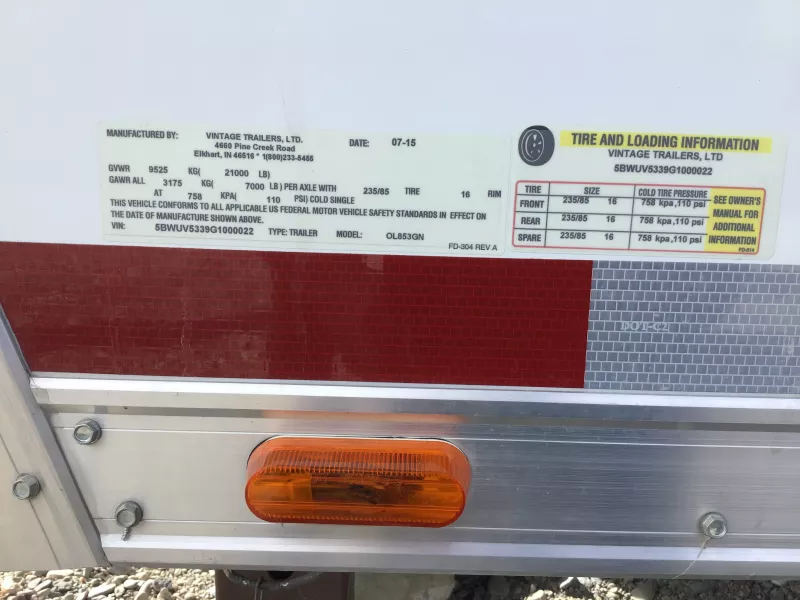 MANUFACTURED BY: VINTAGE TRAILERS, LTD. DATE: 07-15
4660 Pine Creek Road
Elkhart, IN 46516 * 1(800)233-5466
GVWR 9525 KG( 21000 LB)
GAWR ALL 3175 KG( 7000 LB) PER AXLE WITH 235/85 TIRE 16 RIM
AT 758 KPA( 110 PSI) COLD SINGLE
THIS VEHICLE CONFORMS TO ALL APPLICABLE US FEDERAL MOTOR VEHICLE SAFETY STANDARDS IN EFFECT ON
THE DATE OF MANUFACTURE SHOWN ABOVE.
VIN: 5BWUV5339G1000022 TYPE: TRAILER MODEL: OL853GN
FD-304 REV A
TIRE AND LOADING INFORMATION
VINTAGE TRAILERS, LTD
5BWUV5339G1000022
TIRE SIZE COLD TIRE PRESSURE
FRONT 235/85 16 758 kpa,110 psi
REAR 235/85 16 758 kpa,110 psi
SPARE 235/85 16 758 kpa,110 psi
SEE OWNER'S
MANUAL FOR
ADDITIONAL
INFORMATION
FD-814
DOT-C2